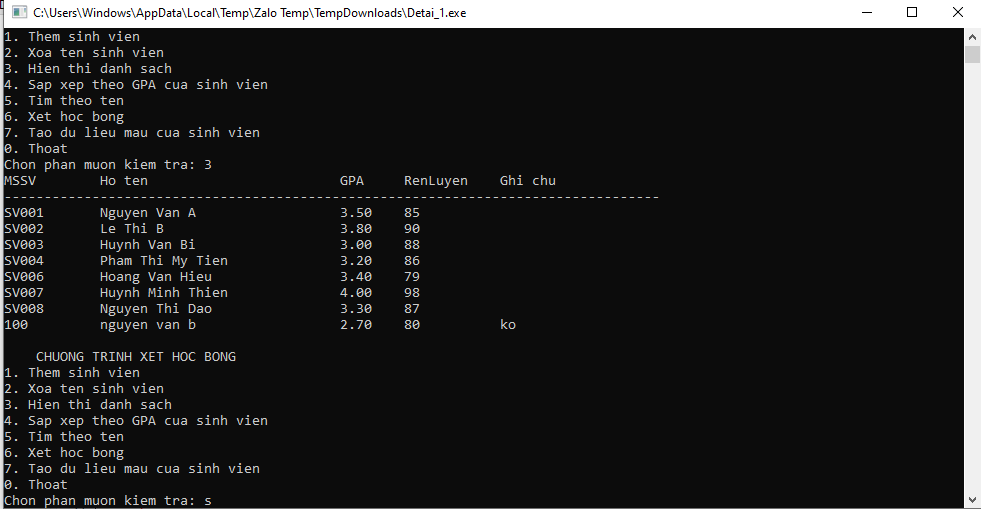 C:\Users\Windows\AppData\Local\Temp\Zalo Temp\TempDownloads\Detai_1.exe
1. Them sinh vien
2. Xoa ten sinh vien
3. Hien thi danh sach
4. Sap xep theo GPA cua sinh vien
5. Tim theo ten
6. Xet hoc bong
7. Tao du lieu mau cua sinh vien
0. Thoat
Chon phan muon kiem tra: 3
MSSV        Ho ten                        GPA     RenLuyen    Ghi chu
----------------------------------------------------------------------------------
SV001       Nguyen Van A                  3.50    85
SV002       Le Thi B                      3.80    90
SV003       Huynh Van Bi                  3.00    88
SV004       Pham Thi My Tien              3.20    86
SV006       Hoang Van Hieu                3.40    79
SV007       Huynh Minh Thien              4.00    98
SV008       Nguyen Thi Dao                3.30    87
100         nguyen van b                  2.70    80          ko
CHUONG TRINH XET HOC BONG
1. Them sinh vien
2. Xoa ten sinh vien
3. Hien thi danh sach
4. Sap xep theo GPA cua sinh vien
5. Tim theo ten
6. Xet hoc bong
7. Tao du lieu mau cua sinh vien
0. Thoat
Chon phan muon kiem tra: s